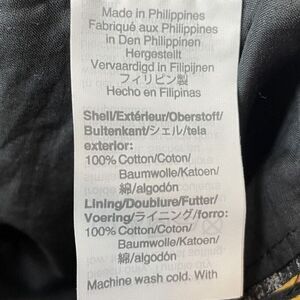 Made in Philippines
Fabriqué aux Philippines
in Den Philippinen
Hergestellt
Vervaardigd in Filipijnen
フィリピン製
Hecho en Filipinas
Shell/Extérieur/Oberstoff/
Buitenkant/シェル/tela
exterior:
100% Cotton/Coton/
Baumwolle/Katoen/
綿/algodón
Lining/Doublure/Futter/
Voering/ライニング/forro:
100% Cotton/Coton/
Baumwolle/Katoen/
綿/algodón
Machine wash cold. With